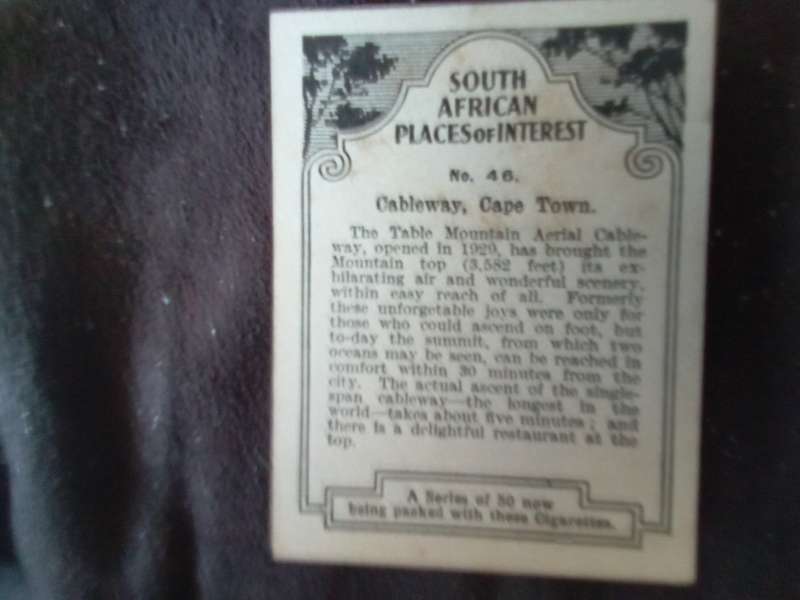 SOUTH
AFRICAN
PLACES OF INTEREST
No. 46.
Cableway, Cape Town.
The Table Mountain Aerial Cable-
way, opened in 1929, has brought the
Mountain top (3,582 feet) its ex-
hilarating air and wonderful scenery,
within easy reach of all. Formerly
these unforgetable joys were only for
those who could ascend on foot, but
to-day the summit, from which two
oceans may be seen, can be reached in
comfort within 30 minutes from the
city. The actual ascent of the single-
span cableway—the longest in the
world—takes about five minutes; and
there is a delightful restaurant at the
top.
A Series of 50 now
being packed with these Cigarettes.